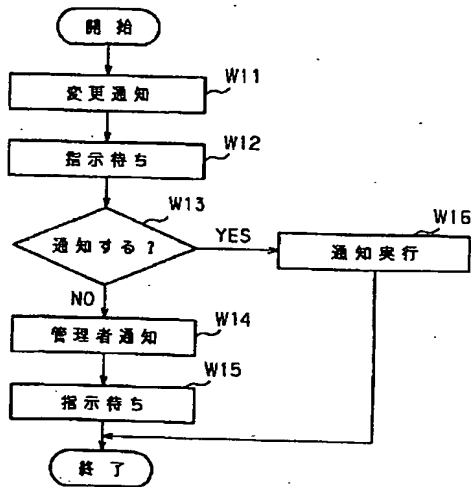 開始
変更通知
W11
指示待ち
W12
通知する?
W13
YES
通知実行
W16
NO
管理者通知
W14
指示待ち
W15
終了